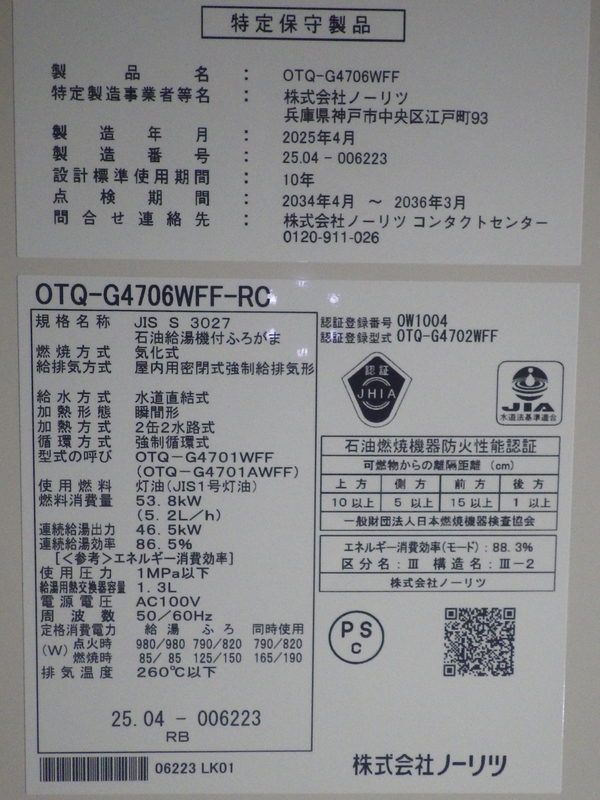 特定保守製品
製品名 : OTQ-G4706WFF
特定製造事業者等名 : 株式会社ノーリツ
兵庫県神戸市中央区江戸町93
製造年月 : 2025年4月
製造番号 : 25.04-006223
設計標準使用期間 : 10年
点検期間 : 2034年4月 ～ 2036年3月
問合せ連絡先 : 株式会社ノーリツ コンタクトセンター
0120-911-026
OTQ-G4706WFF-RC
規格名称 JIS S 3027
石油給湯機付ふろがま
燃焼方式 気化式
給排気方式 屋内用密閉式強制給排気形
給水方式 水道直結式
加熱形態 瞬間形
加熱方式 2缶2水路式
循環方式 強制循環式
型式の呼び OTQ-G4701WFF
(OTQ-G4701AWFF)
使用燃料 灯油(JIS1号灯油)
燃料消費量 53.8kW
(5.2L/h)
連続給湯出力 46.5kW
連続給湯効率 86.5%
[<参考>エネルギー消費効率]
使用圧力 1MPa以下
給湯用熱交換器容量 1.3L
電源電圧 AC100V
周波数 50/60Hz
定格消費電力 給湯 ふろ 同時使用
(W) 点火時 980/980 790/820 790/820
燃焼時 85/85 125/150 165/190
排気温度 260℃以下
25.04 - 006223
RB
06223 LK01
認証登録番号 OW1004
認証登録型式 OTQ-G4702WFF
認証
JHIA
JIA
水道法基準適合
石油燃焼機器防火性能認証
可燃物からの離隔距離 (cm)
上方 側方 前方 後方
10以上 5以上 15以上 1以上
一般財団法人日本燃焼機器検査協会
エネルギー消費効率(モード):88.3%
区分名:Ⅲ 構造名:Ⅲ-2
株式会社ノーリツ
PS
C
株式会社ノーリツ